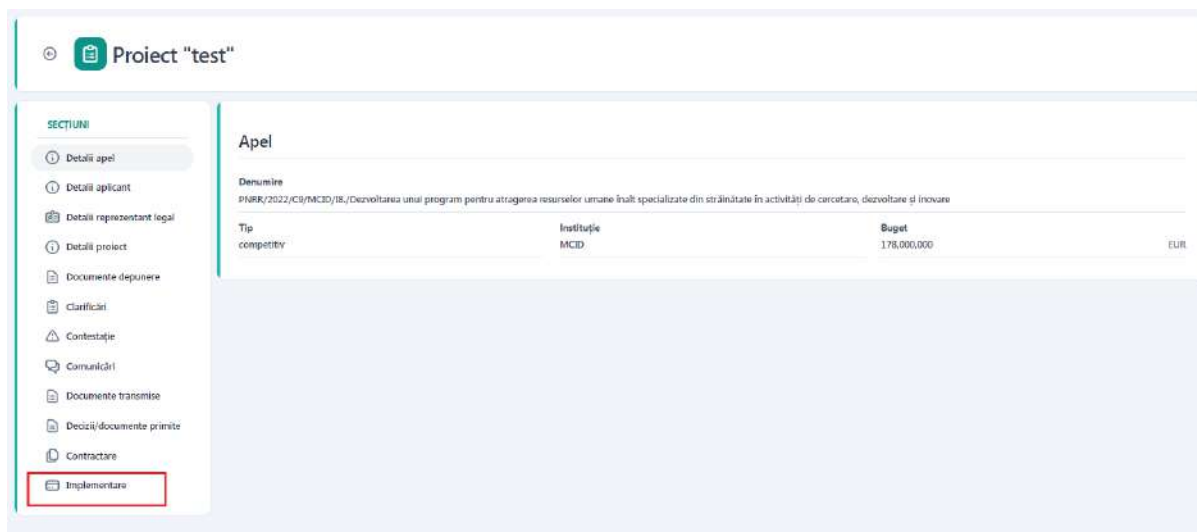 Proiect "test"
SECȚIUNI
Detalii apel
Detalii aplicant
Detalii reprezentant legal
Detalii proiect
Documente depunere
Clarificări
Contestație
Comunicări
Documente transmise
Decizii/documente primite
Contractare
Implementare
Apel
Denumire
PNRR/2022/C9/MCID/I8./Dezvoltarea unui program pentru atragerea resurselor umane înalt specializate din străinătate în activități de cercetare, dezvoltare și inovare
Tip Instituție Buget
competitiv MCID 178,000,000 EUR